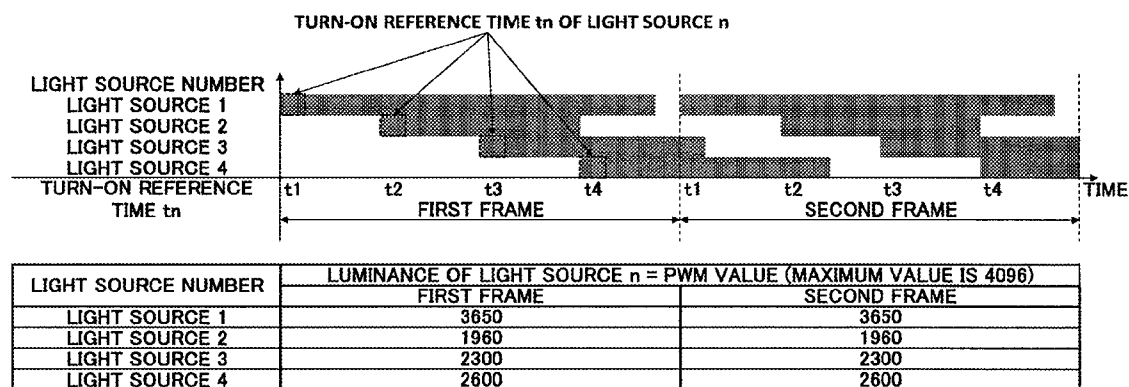 TURN-ON REFERENCE TIME tn OF LIGHT SOURCE n
LIGHT SOURCE NUMBER
LIGHT SOURCE 1
LIGHT SOURCE 2
LIGHT SOURCE 3
LIGHT SOURCE 4
TURN-ON REFERENCE TIME tn
t1 t2 t3 t4 t1 t2 t3 t4 TIME
FIRST FRAME SECOND FRAME
LIGHT SOURCE NUMBER LUMINANCE OF LIGHT SOURCE n = PWM VALUE (MAXIMUM VALUE IS 4096)
FIRST FRAME SECOND FRAME
LIGHT SOURCE 1 3650 3650
LIGHT SOURCE 2 1960 1960
LIGHT SOURCE 3 2300 2300
LIGHT SOURCE 4 2600 2600